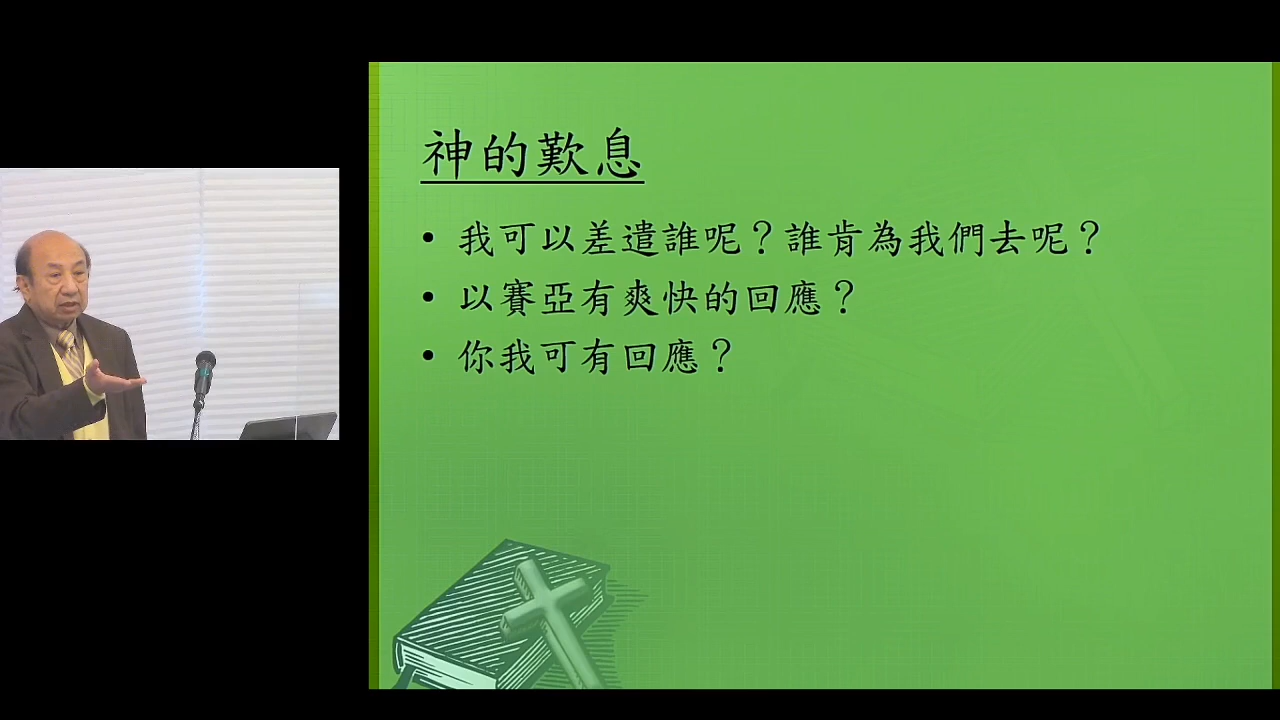 神的歎息
• 我可以差遣誰呢？誰肯為我們去呢？
• 以賽亞有爽快的回應？
• 你我可有回應？